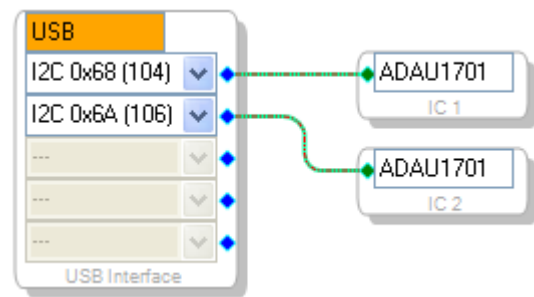 USB
I2C 0x68 (104)
I2C 0x6A (106)
---
---
---
USB Interface
ADAU1701
IC 1
ADAU1701
IC 2